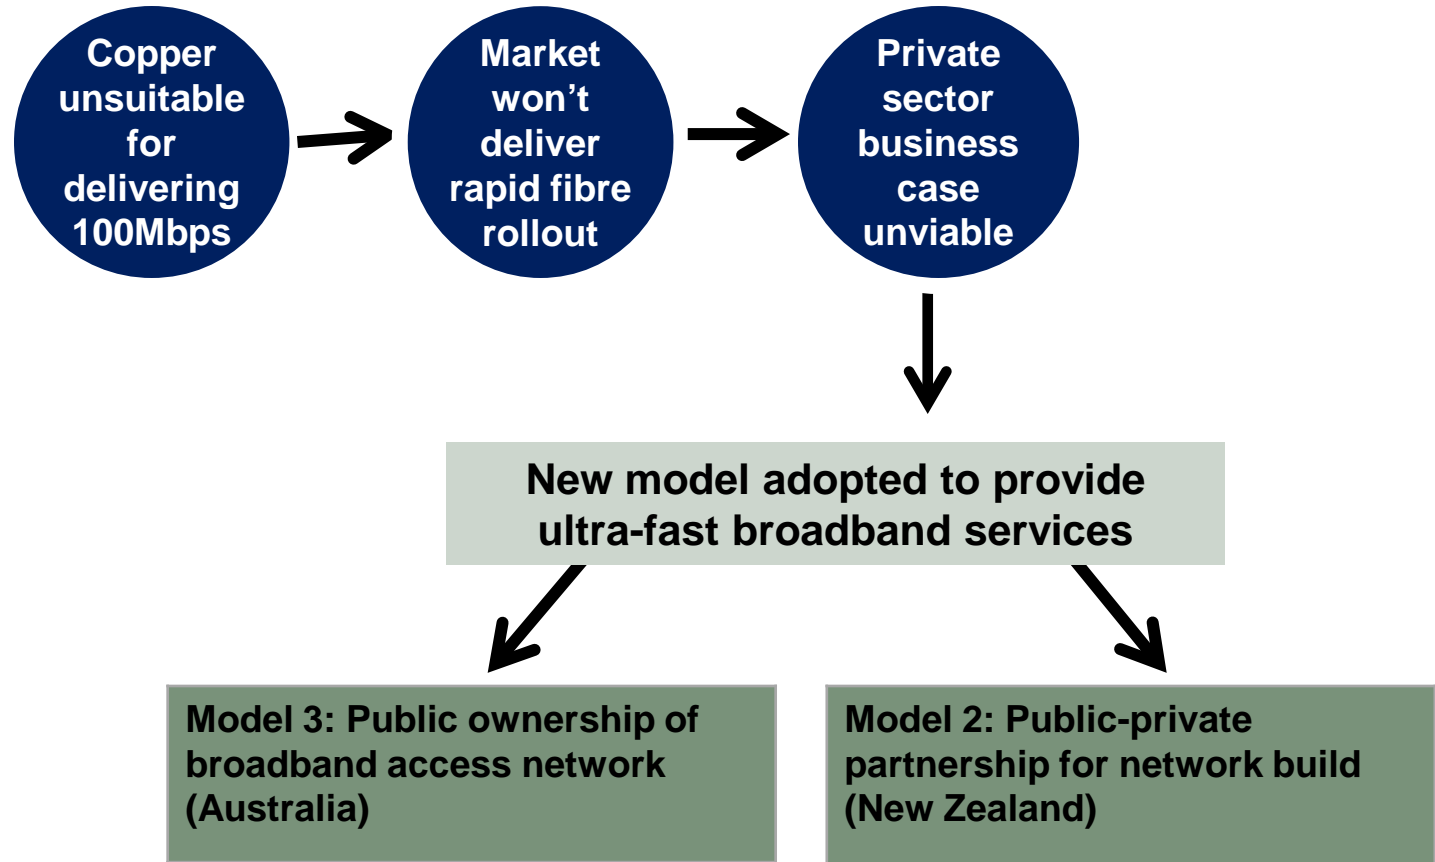 Copper
unsuitable
for
delivering
100Mbps
Market
won’t
deliver
rapid fibre
rollout
Private
sector
business
case
unviable
New model adopted to provide
ultra-fast broadband services
Model 3: Public ownership of
broadband access network
(Australia)
Model 2: Public-private
partnership for network build
(New Zealand)